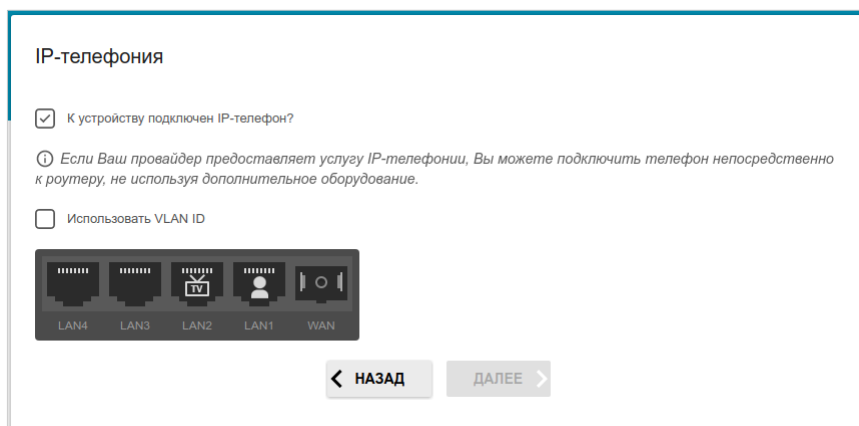 IP-телефония
К устройству подключен IP-телефон?
Если Ваш провайдер предоставляет услугу IP-телефонии, Вы можете подключить телефон непосредственно
к роутеру, не используя дополнительное оборудование.
Использовать VLAN ID
TV
LAN4 LAN3 LAN2 LAN1 WAN
НАЗАД ДАЛЕЕ